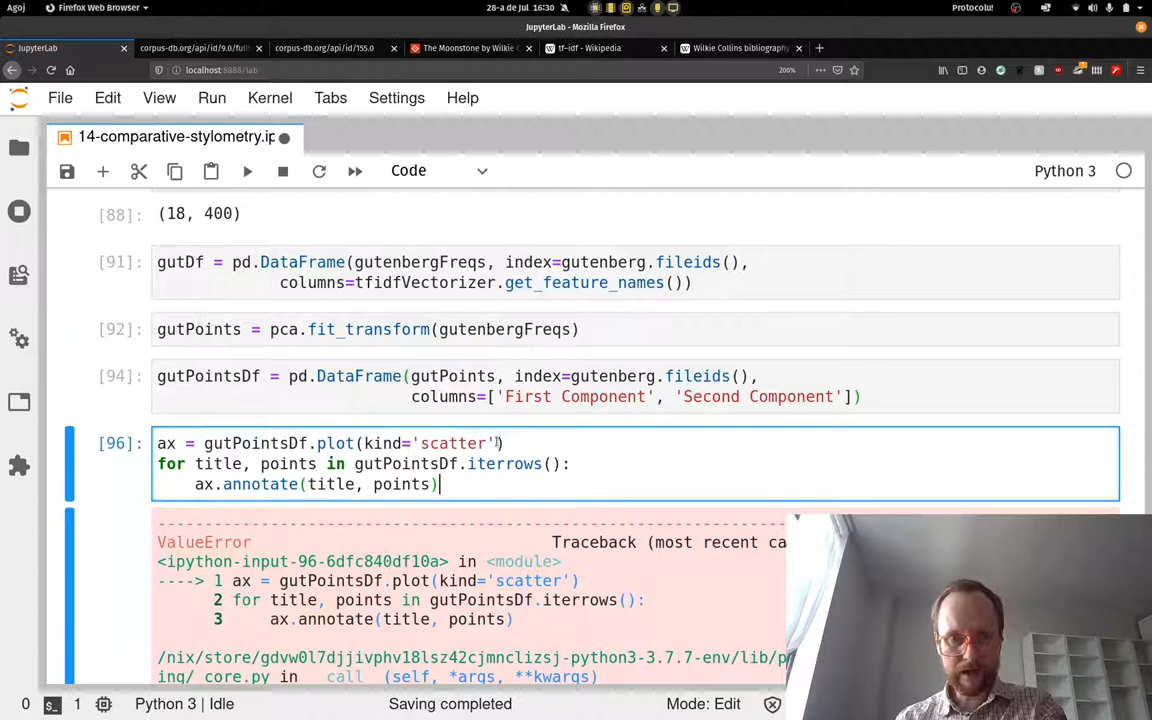 Agoj
Firefox Web Browser
28-a de Jul 16:30
Protocolu!
JupyterLab - Mozilla Firefox
JupyterLab
corpus-db.org/api/id/9.0/full
corpus-db.org/api/id/155.0
The Moonstone by Wilkie C
tf-idf - Wikipedia
Wilkie Collins bibliography
localhost:8888/lab
200%
File Edit View Run Kernel Tabs Settings Help
14-comparative-stylometry.ip
Code
Python 3
[88]: (18, 400)
[91]: gutDf = pd.DataFrame(gutenbergFreqs, index=gutenberg.fileids(),
columns=tfidfVectorizer.get_feature_names())
[92]: gutPoints = pca.fit_transform(gutenbergFreqs)
[94]: gutPointsDf = pd.DataFrame(gutPoints, index=gutenberg.fileids(),
columns=['First Component', 'Second Component'])
[96]: ax = gutPointsDf.plot(kind='scatter')
for title, points in gutPointsDf.iterrows():
ax.annotate(title, points)
---------------------------------------------------------------------------
ValueError Traceback (most recent ca
<ipython-input-96-6dfc840df10a> in <module>
----> 1 ax = gutPointsDf.plot(kind='scatter')
2 for title, points in gutPointsDf.iterrows():
3 ax.annotate(title, points)
/nix/store/gdvw0l7djjivphv18lsz42cjmnclizsj-python3-3.7.7-env/lib/p
ing/_core.py in __call__(self, *args, **kwargs)
0
1
Python 3 | Idle
Saving completed
Mode: Edit